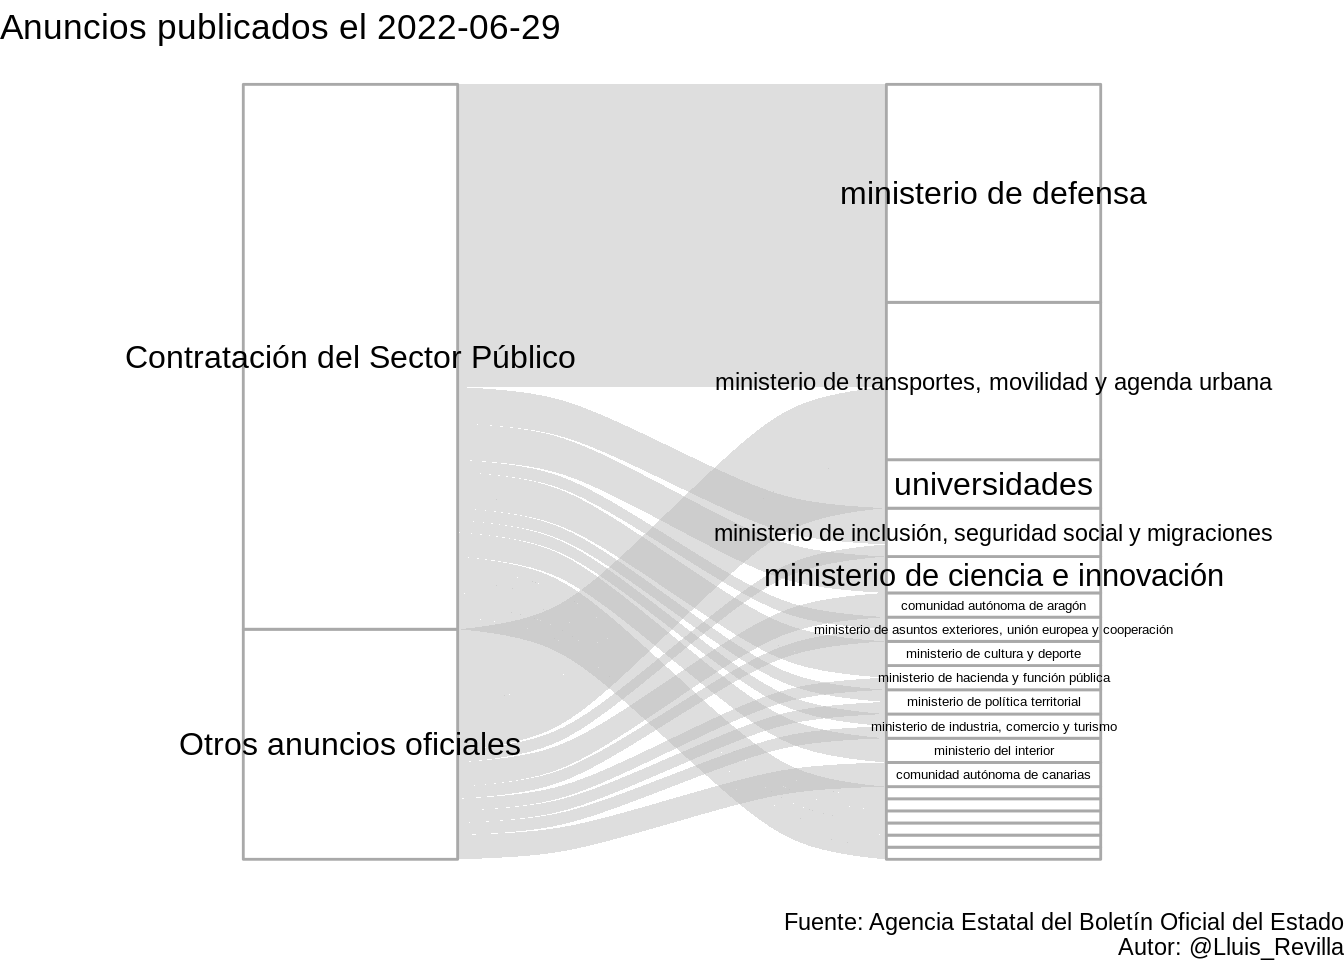 Anuncios publicados el 2022-06-29
ministerio de defensa
Contratación del Sector Público
ministerio de transportes, movilidad y agenda urbana
universidades
ministerio de inclusión, seguridad social y migraciones
ministerio de ciencia e innovación
comunidad autónoma de aragón
ministerio de asuntos exteriores, unión europea y cooperación
ministerio de cultura y deporte
ministerio de hacienda y función pública
ministerio de política territorial
ministerio de industria, comercio y turismo
Otros anuncios oficiales
ministerio del interior
comunidad autónoma de canarias
Fuente: Agencia Estatal del Boletín Oficial del Estado
Autor: @Lluis_Revilla